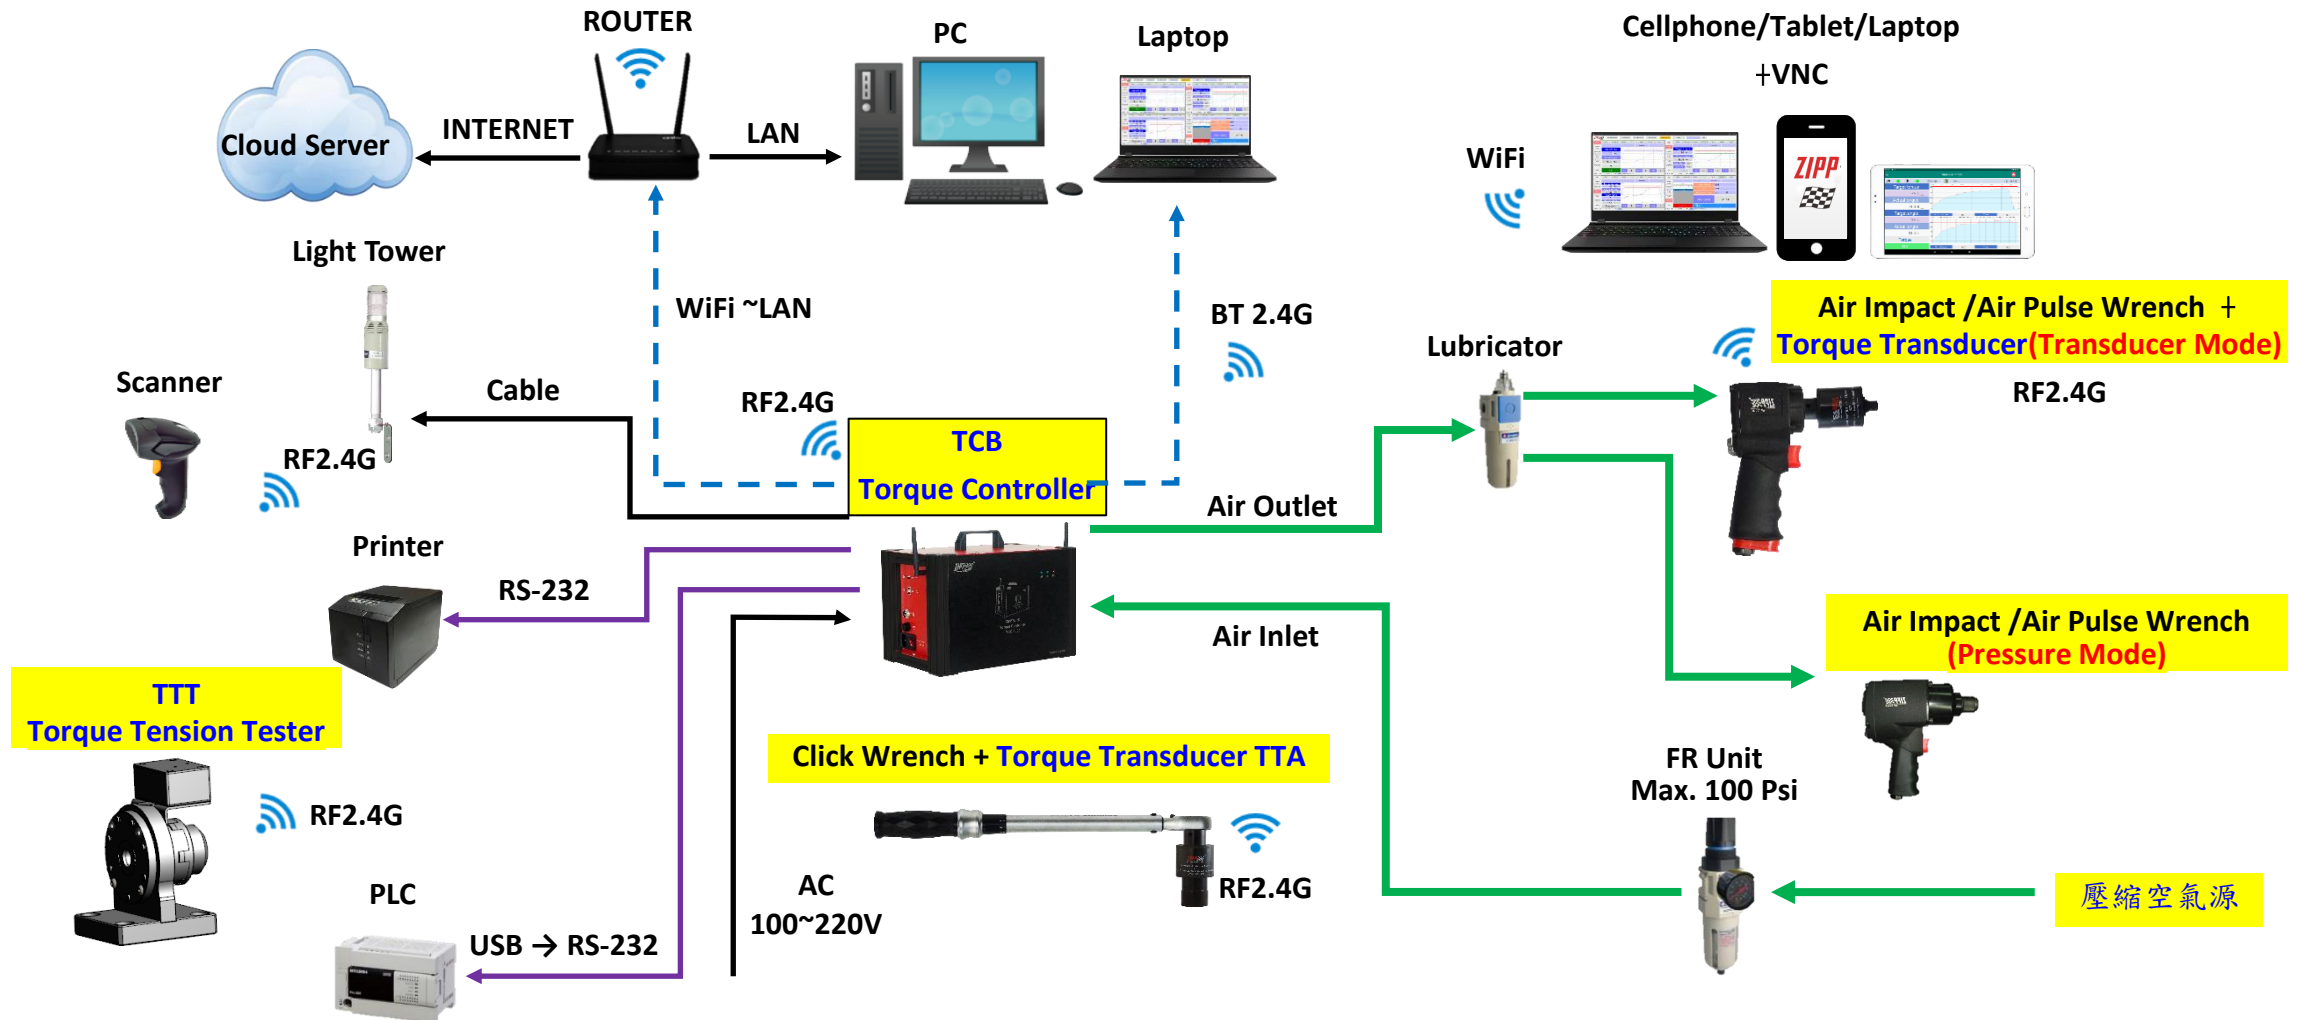 ROUTER
PC
Laptop
Cellphone/Tablet/Laptop
+VNC
Cloud Server
INTERNET
LAN
WiFi
ZIPP
Light Tower
WiFi ~LAN
BT 2.4G
Air Impact /Air Pulse Wrench +
Torque Transducer(Transducer Mode)
RF2.4G
Lubricator
Scanner
Cable
RF2.4G
RF2.4G
TCB
Torque Controller
Air Outlet
Printer
RS-232
Air Inlet
Air Impact /Air Pulse Wrench
(Pressure Mode)
TTT
Torque Tension Tester
Click Wrench + Torque Transducer TTA
FR Unit
Max. 100 Psi
RF2.4G
RF2.4G
PLC
AC
100~220V
USB → RS-232
壓縮空氣源